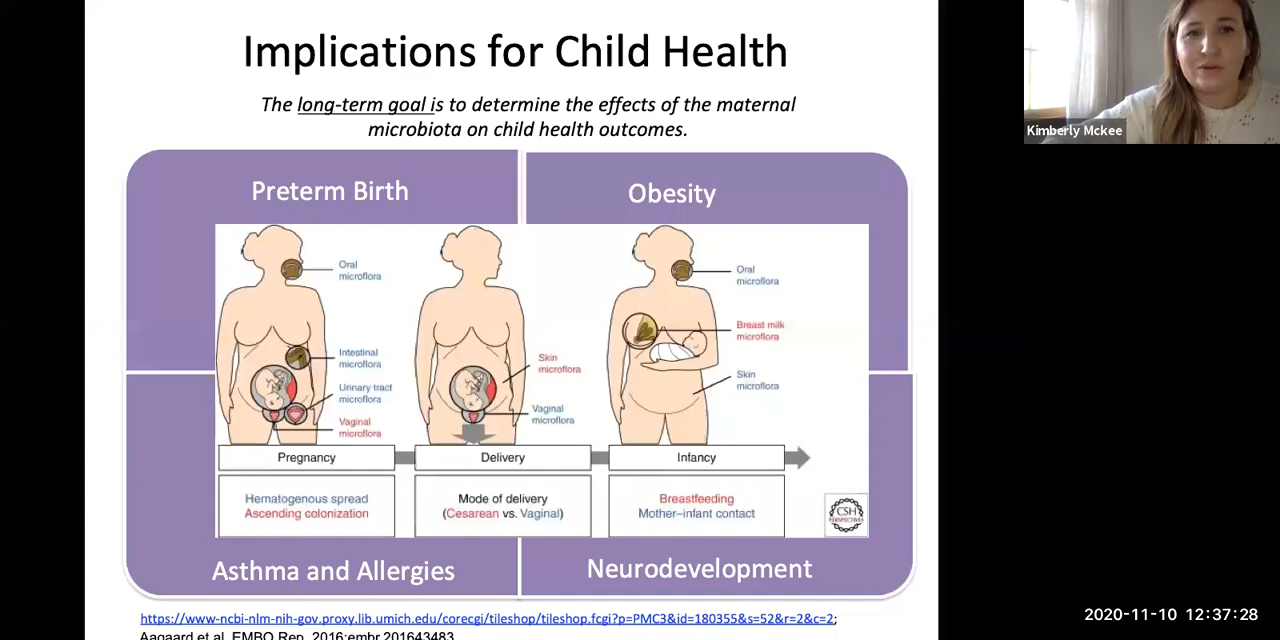 Implications for Child Health
The long-term goal is to determine the effects of the maternal
microbiota on child health outcomes.
Kimberly Mckee
Preterm Birth
Obesity
Oral
microflora
Intestinal
microflora
Urinary tract
microflora
Vaginal
microflora
Skin
microflora
Vaginal
microflora
Oral
microflora
Breast milk
microflora
Skin
microflora
Pregnancy
Delivery
Infancy
Hematogenous spread
Ascending colonization
Mode of delivery
(Cesarean vs. Vaginal)
Breastfeeding
Mother–infant contact
CSH
PERSPECTIVES
Asthma and Allergies
Neurodevelopment
https://www-ncbi-nlm-nih-gov.proxy.lib.umich.edu/corecgi/tileshop/tileshop.fcgi?p=PMC3&id=180355&s=52&r=2&c=2;
Aagaard et al. EMBO Rep. 2016;embr.201643483
2020-11-10 12:37:28